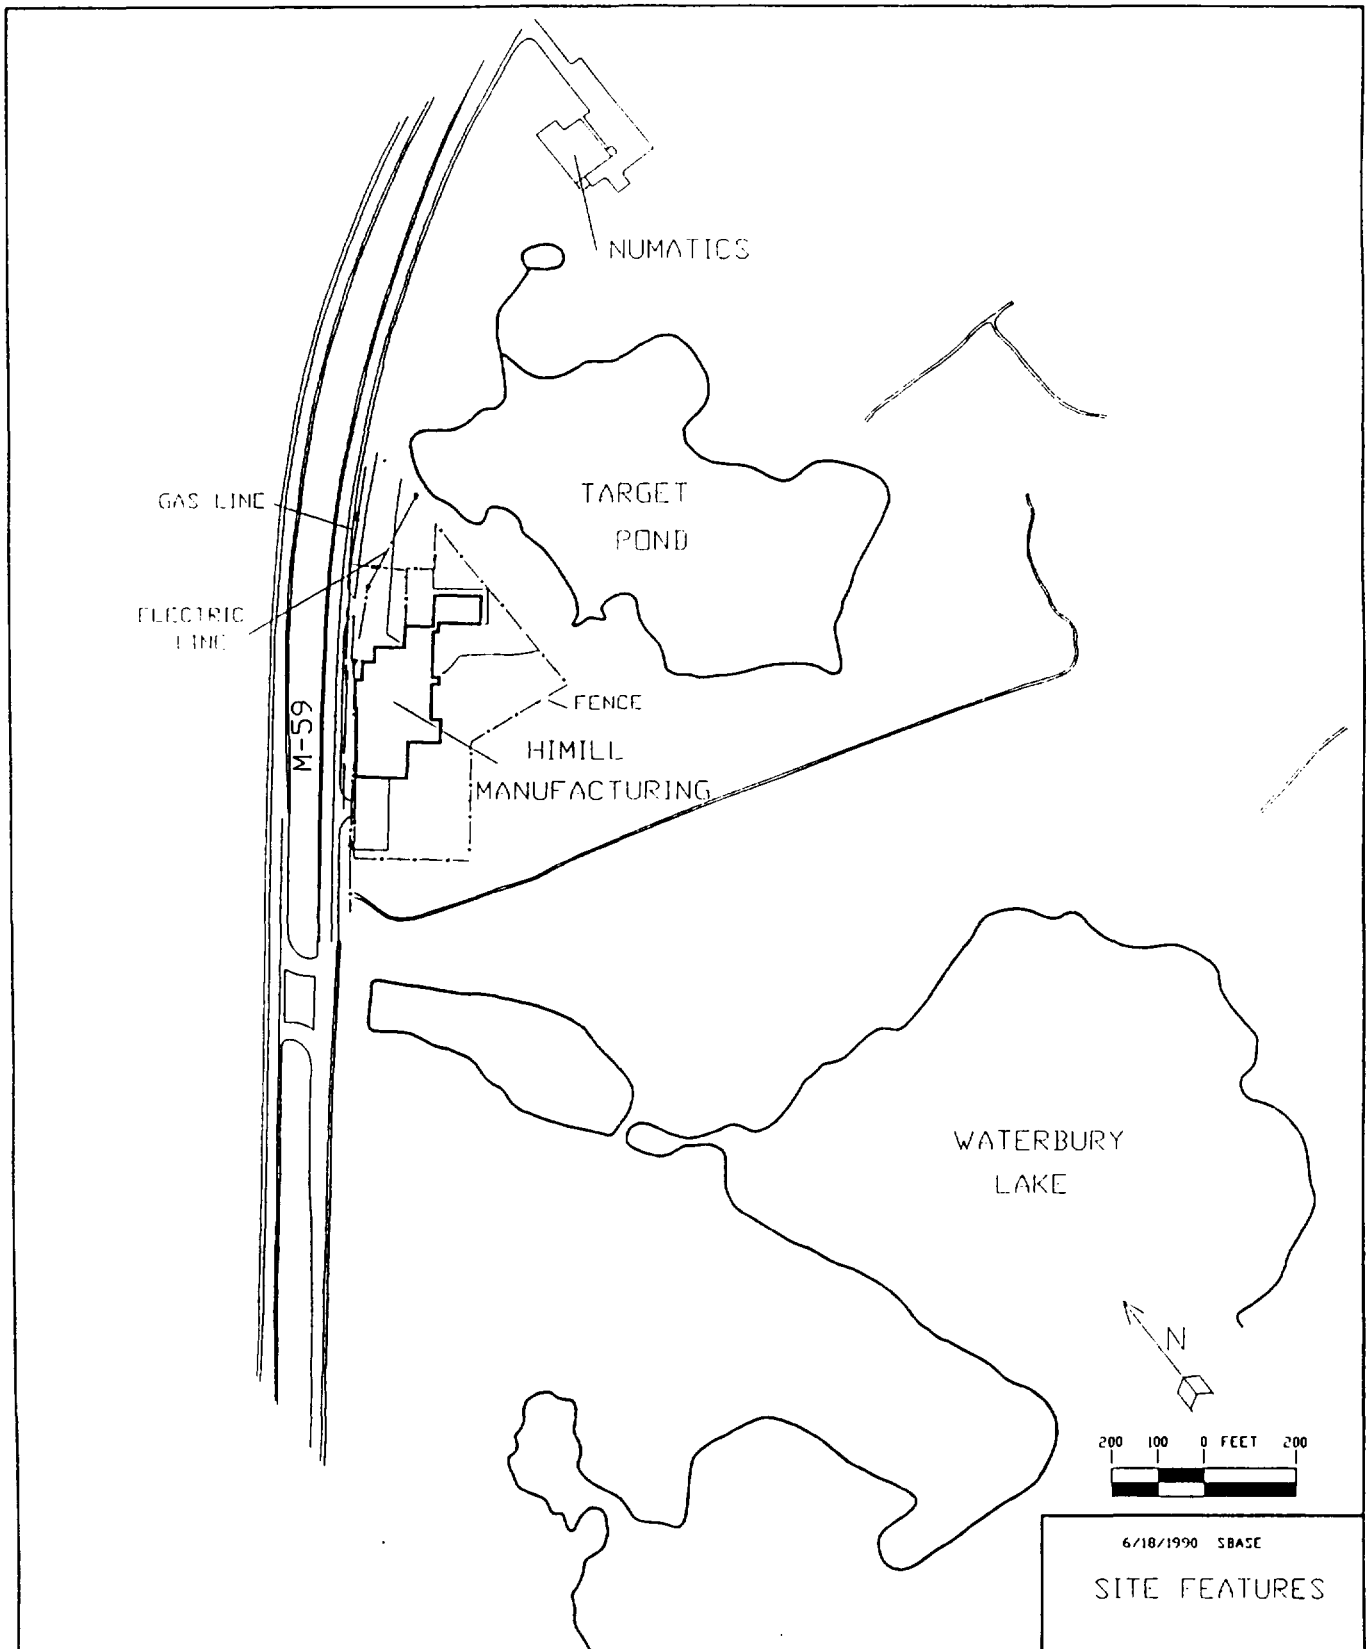 NUMATICS
TARGET
POND
GAS LINE
ELECTRIC
LINE
M-59
FENCE
HIMILL
MANUFACTURING
WATERBURY
LAKE
N
200 100 0 FEET 200
6/18/1990 SBASE
SITE FEATURES